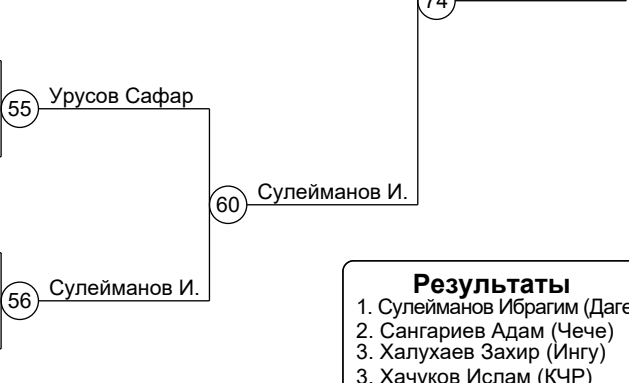 74
Урусов Сафар
55
Сулейманов И.
60
Сулейманов И.
56
Результаты
1. Сулейманов Ибрагим (Даге
2. Сангариев Адам (Чече)
3. Халухаев Захир (Ингу)
3. Хачуков Ислам (КЧР)